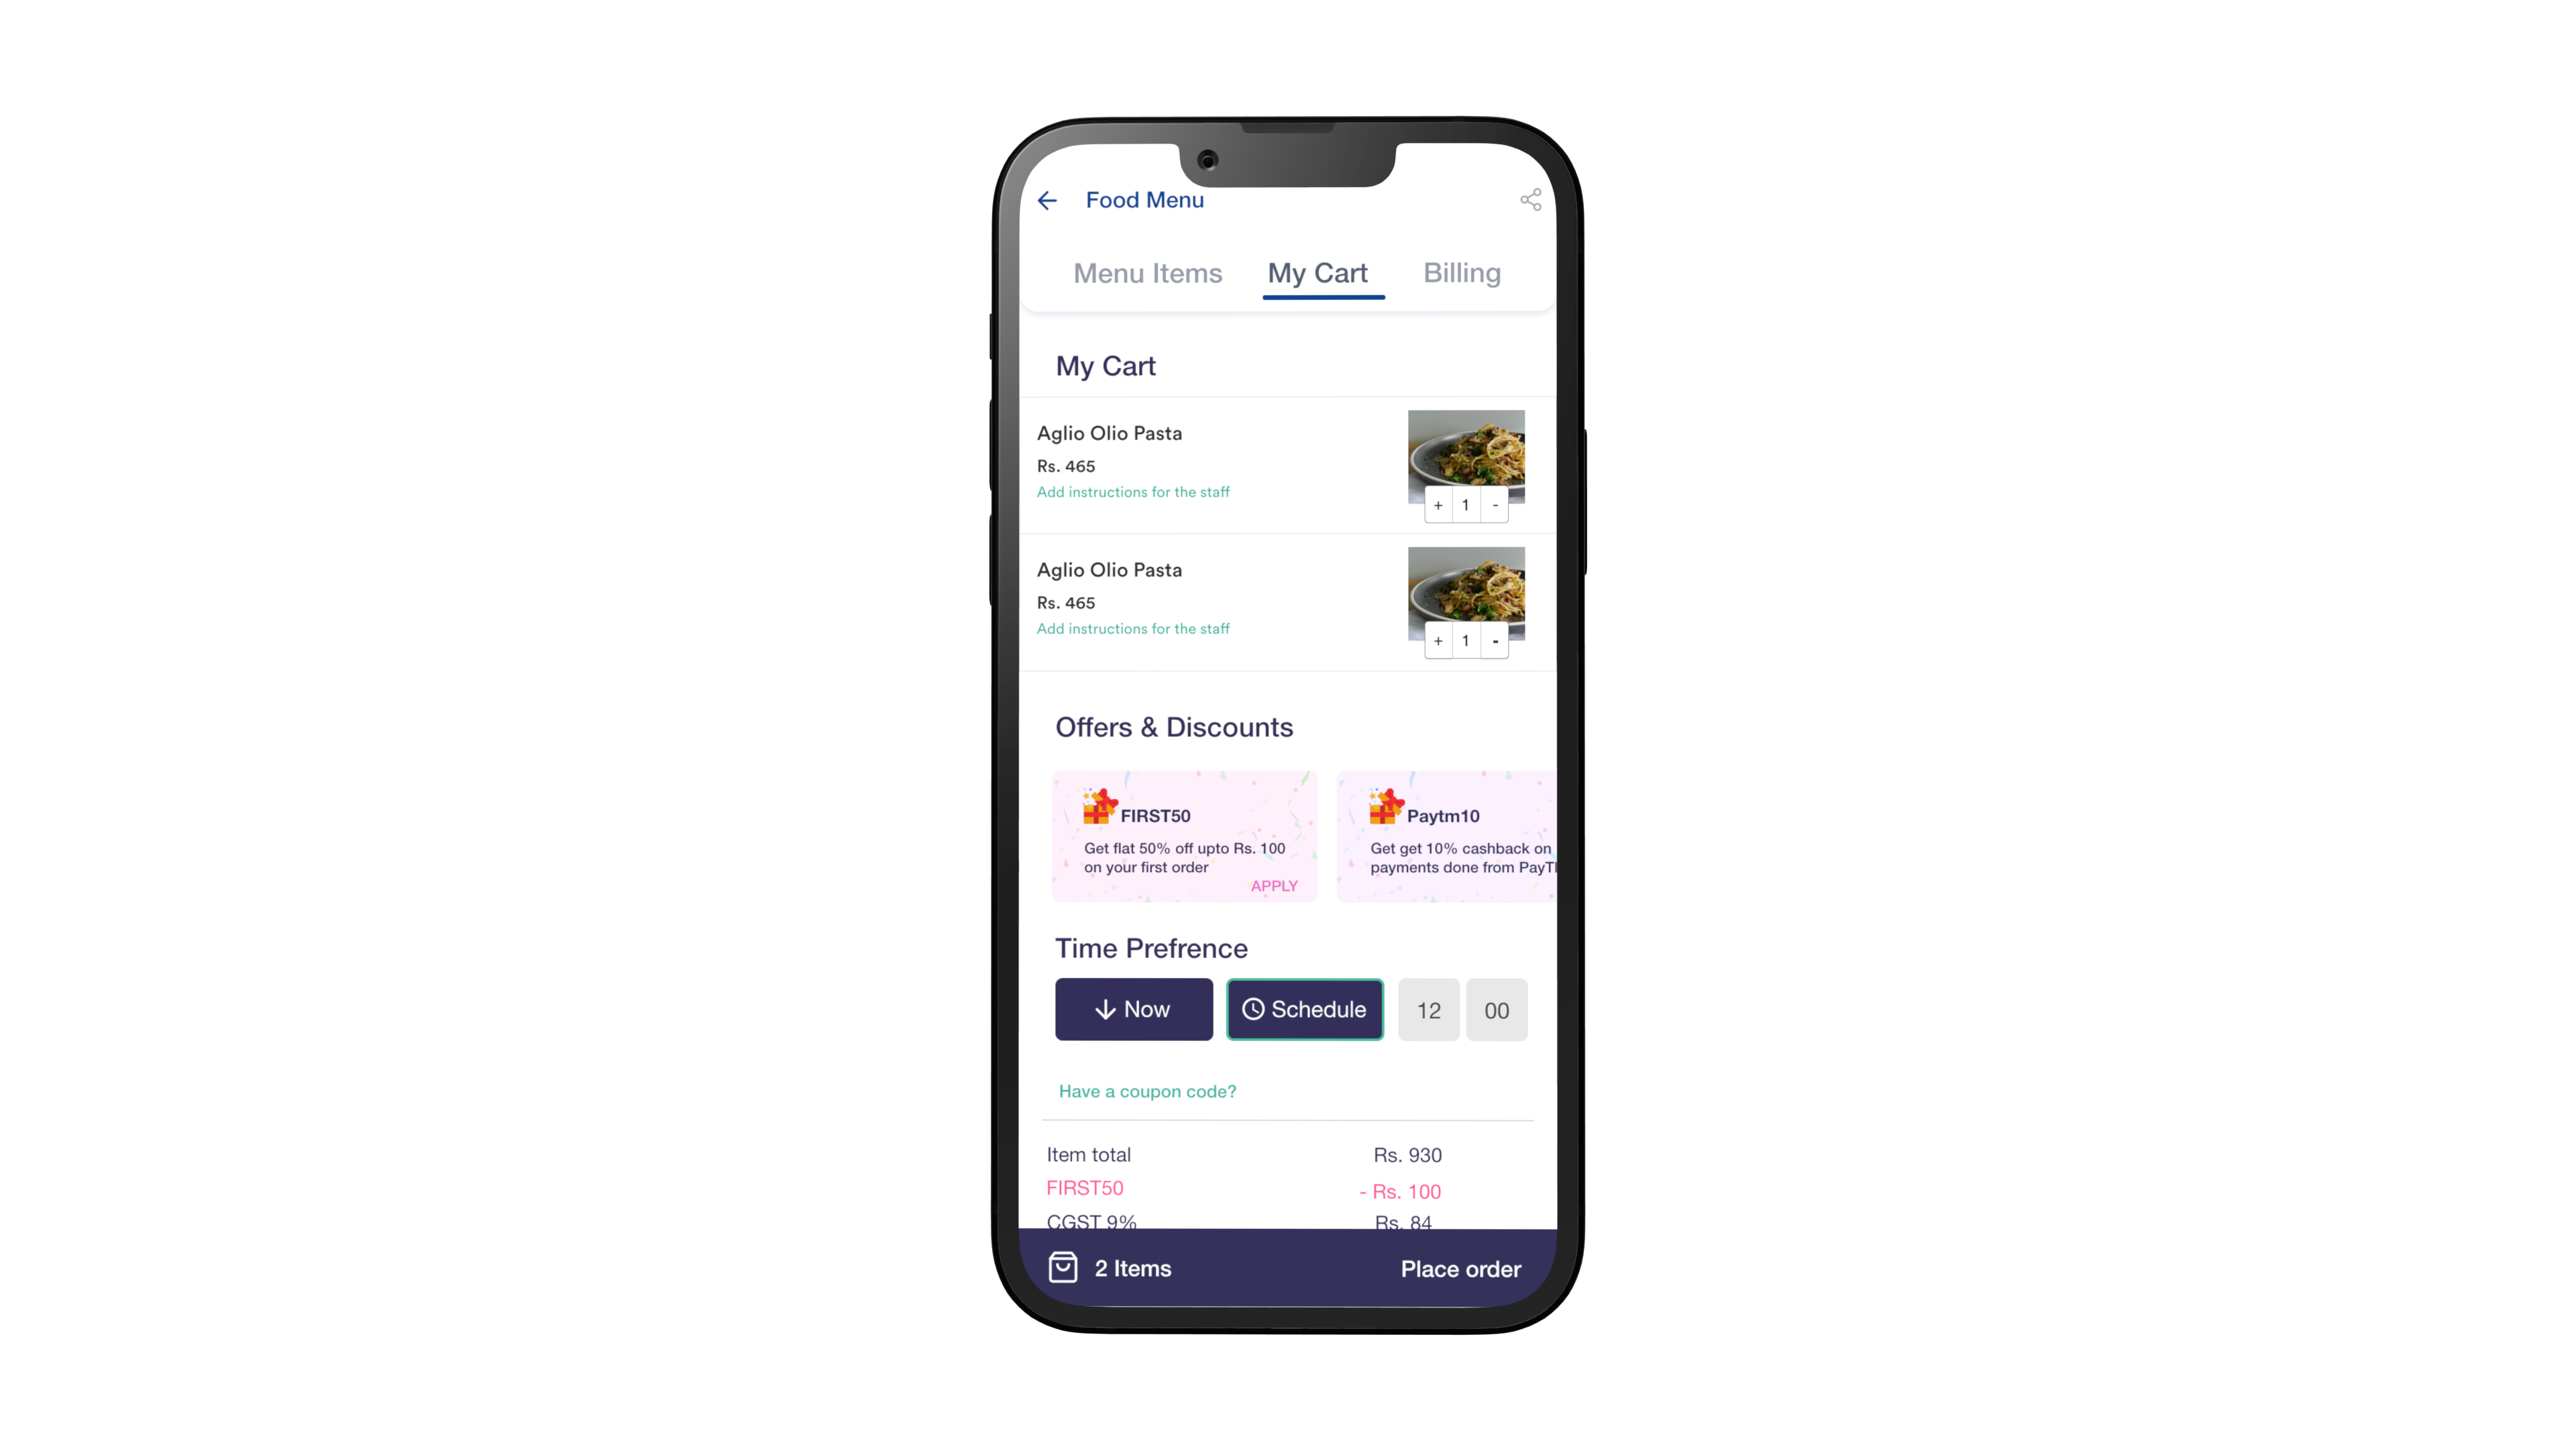 Food Menu
Menu Items My Cart Billing
My Cart
Aglio Olio Pasta
Rs. 465
Add instructions for the staff
+ 1 -
Aglio Olio Pasta
Rs. 465
Add instructions for the staff
+ 1 -
Offers & Discounts
FIRST50
Get flat 50% off upto Rs. 100
on your first order
APPLY
Paytm10
Get get 10% cashback on
payments done from PayT
Time Prefrence
Now Schedule 12 00
Have a coupon code?
Item total Rs. 930
FIRST50 - Rs. 100
CGST 9% Rs. 84
2 Items Place order